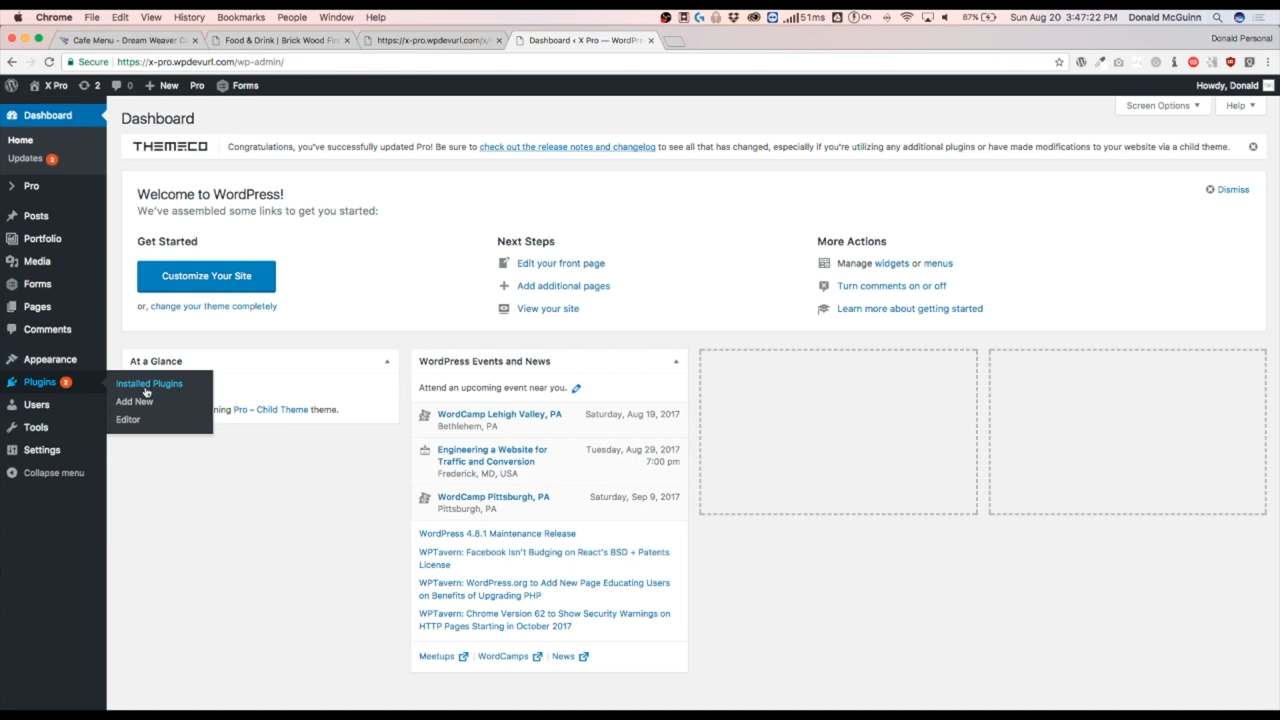 Chrome File Edit View History Bookmarks People Window Help 51ms On 87% Sun Aug 20 3:47:22 PM Donald McGuinn
Cafe Menu - Dream Weaver C × Food & Drink | Brick Wood Fire × https://x-pro.wpdevurl.com/x/ × Dashboard ‹ X Pro — WordPre × Donald Personal
Secure https://x-pro.wpdevurl.com/wp-admin/
X Pro 2 0 New Pro Forms Howdy, Donald
Dashboard
Home
Updates 2
Pro
Posts
Portfolio
Media
Forms
Pages
Comments
Appearance
Plugins 2
Users
Tools
Settings
Collapse menu
Installed Plugins
Add New
Editor
Screen Options Help
Dashboard
THEMECO Congratulations, you've successfully updated Pro! Be sure to check out the release notes and changelog to see all that has changed, especially if you're utilizing any additional plugins or have made modifications to your website via a child theme.
Welcome to WordPress!
Dismiss
We've assembled some links to get you started:
Get Started
Customize Your Site
or, change your theme completely
Next Steps
Edit your front page
Add additional pages
View your site
More Actions
Manage widgets or menus
Turn comments on or off
Learn more about getting started
At a Glance
ning Pro – Child Theme theme.
WordPress Events and News
Attend an upcoming event near you.
WordCamp Lehigh Valley, PA Saturday, Aug 19, 2017
Bethlehem, PA
Engineering a Website for Tuesday, Aug 29, 2017
Traffic and Conversion 7:00 pm
Frederick, MD, USA
WordCamp Pittsburgh, PA Saturday, Sep 9, 2017
Pittsburgh, PA
WordPress 4.8.1 Maintenance Release
WPTavern: Facebook Isn't Budging on React's BSD + Patents
License
WPTavern: WordPress.org to Add New Page Educating Users
on Benefits of Upgrading PHP
WPTavern: Chrome Version 62 to Show Security Warnings on
HTTP Pages Starting in October 2017
Meetups | WordCamps | News